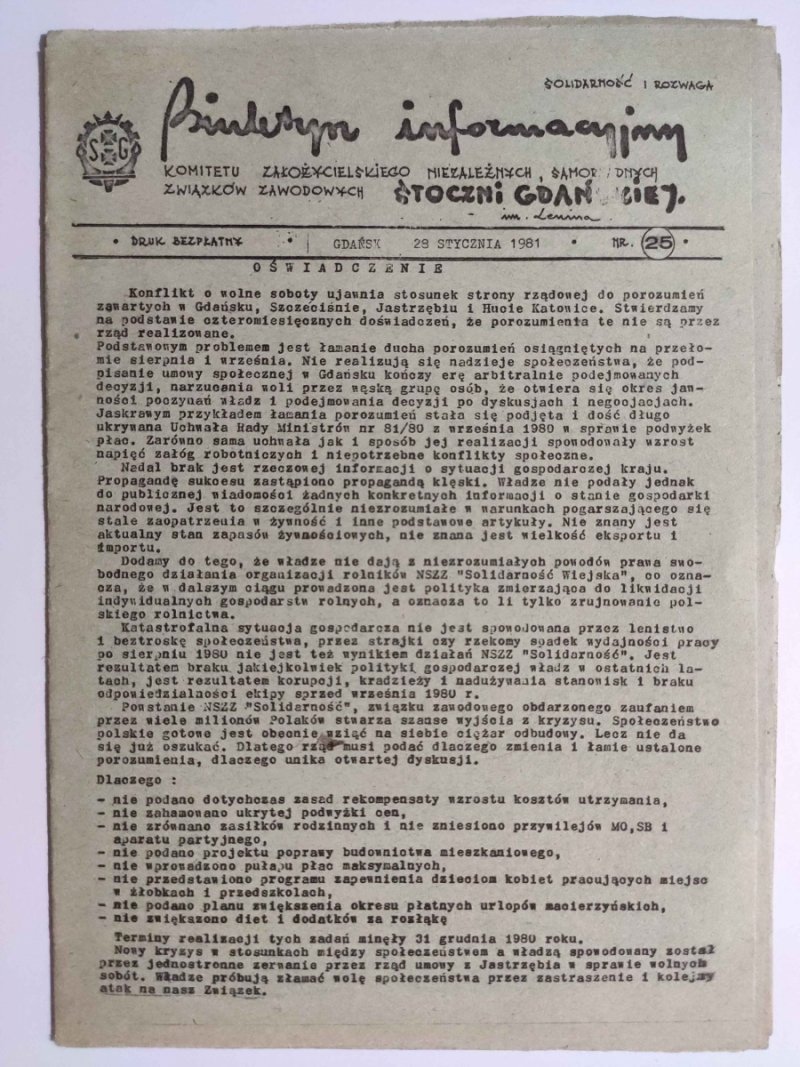 SOLIDARNOŚĆ I ROZWAGA
Biuletyn informacyjny
SG
KOMITETU ZAŁOŻYCIELSKIEGO NIEZALEŻNYCH, SAMORZĄDNYCH
ZWIĄZKÓW ZAWODOWYCH STOCZNI GDAŃSKIEJ.
im. Lenina
• DRUK BEZPŁATNY • GDAŃSK 28 STYCZNIA 1981 • NR. 25 •
OŚWIADCZENIE
Konflikt o wolne soboty ujawnia stosunek strony rządowej do porozumień
zawartych w Gdańsku, Szczeciśnie, Jastrzębiu i Hucie Katowice. Stwierdzamy
na podstawie czteromiesięcznych doświadczeń, że porozumienia te nie są przez
rząd realizowane.
Podstawowym problemem jest łamanie ducha porozumień osiągniętych na przeło-
mie sierpnia i września. Nie realizują się nadzieje społeczeństwa, że pod-
pisanie umowy społecznej w Gdańsku kończy erę arbitralnie podejmowanych
decyzji, narzucania woli przez wąską grupę osób, że otwiera się okres jaw-
ności poczynań władz i podejmowania decyzji po dyskusjach i negocjacjach.
Jaskrawym przykładem łamania porozumień stała się podjęta i dość długo
ukrywana Uchwała Rady Ministrów nr 81/80 z września 1980 w sprawie podwyżek
płac. Zarówno sama uchwała jak i sposób jej realizacji spowodowały wzrost
napięć załóg robotniczych i niepotrzebne konflikty społeczne.
Nadal brak jest rzeczowej informacji o sytuacji gospodarczej kraju.
Propagandę sukcesu zastąpiono propagandą klęski. Władze nie podały jednak
do publicznej wiadomości żadnych konkretnych informacji o stanie gospodarki
narodowej. Jest to szczególnie niezrozumiałe w warunkach pogarszającego się
stale zaopatrzenia w żywność i inne podstawowe artykuły. Nie znany jest
aktualny stan zapasów żywnościowych, nie znana jest wielkość eksportu i
importu.
Dodamy do tego, że władze nie dają z niezrozumiałych powodów prawa swo-
bodnego działania organizacji rolników NSZZ "Solidarność Wiejska", co ozna-
cza, że w dalszym ciągu prowadzona jest polityka zmierzająca do likwidacji
indywidualnych gospodarstw rolnych, a oznacza to li tylko zrujnowanie pol-
skiego rolnictwa.
Katastrofalna sytuacja gospodarcza nie jest spowodowana przez lenistwo
i beztroskę społeczeństwa, przez strajki czy rzekomy spadek wydajności pracy
po sierpniu 1980 nie jest też wynikiem działań NSZZ "Solidarność". Jest
rezultatem braku jakiejkolwiek polityki gospodarczej władz w ostatnich la-
tach, jest rezultatem korupcji, kradzieży i nadużywania stanowisk i braku
odpowiedzialności ekipy sprzed września 1980 r.
Powstanie NSZZ "Solidarność", związku zawodowego obdarzonego zaufaniem
przez wiele milionów Polaków stwarza szanse wyjścia z kryzysu. Społeczeństwo
polskie gotowe jest obecnie wziąć na siebie ciężar odbudowy. Lecz nie da
się już oszukać. Dlatego rząd musi podać dlaczego zmienia i łamie ustalone
porozumienia, dlaczego unika otwartej dyskusji.
Dlaczego :
- nie podano dotychczas zasad rekompensaty wzrostu kosztów utrzymania,
- nie zahamowano ukrytej podwyżki cen,
- nie zrównano zasiłków rodzinnych i nie zniesiono przywilejów MO,SB i
aparatu partyjnego,
- nie podano projektu poprawy budownictwa mieszkaniowego,
- nie wprowadzono pułapu płac maksymalnych,
- nie przedstawiono programu zapewnienia dzieciom kobiet pracujących miejsc
w żłobkach i przedszkolach,
- nie podano planu zwiększenia okresu płatnych urlopów macierzyńskich,
- nie zwiększono diet i dodatków za rozłąkę
Terminy realizacji tych zadań minęły 31 grudnia 1980 roku.
Nowy kryzys w stosunkach między społeczeństwem a władzą spowodowany został
przez jednostronne zerwanie przez rząd umowy z Jastrzębia w sprawie wolnych
sobót. Władze próbują złamać wolę społeczeństwa przez zastraszenie i kolejny
atak na nasz Związek.